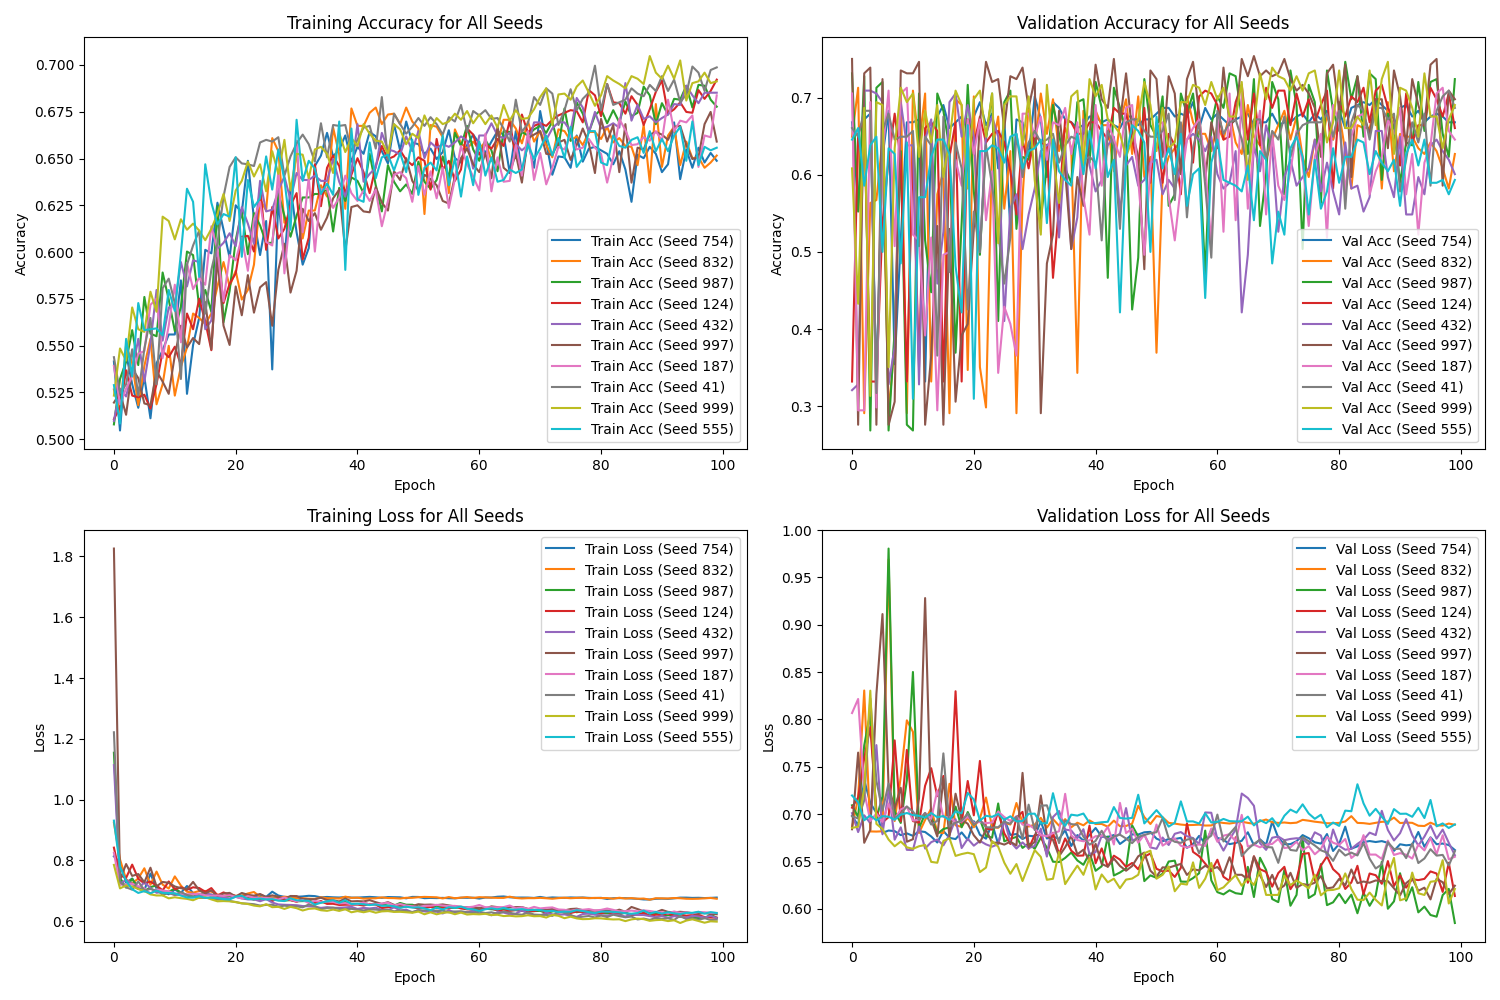 Training Accuracy for All Seeds
Accuracy
0.700
0.675
0.650
0.625
0.600
0.575
0.550
0.525
0.500
Train Acc (Seed 754)
Train Acc (Seed 832)
Train Acc (Seed 987)
Train Acc (Seed 124)
Train Acc (Seed 432)
Train Acc (Seed 997)
Train Acc (Seed 187)
Train Acc (Seed 41)
Train Acc (Seed 999)
Train Acc (Seed 555)
0 20 40 60 80 100
Epoch
Validation Accuracy for All Seeds
Accuracy
0.7
0.6
0.5
0.4
0.3
Val Acc (Seed 754)
Val Acc (Seed 832)
Val Acc (Seed 987)
Val Acc (Seed 124)
Val Acc (Seed 432)
Val Acc (Seed 997)
Val Acc (Seed 187)
Val Acc (Seed 41)
Val Acc (Seed 999)
Val Acc (Seed 555)
0 20 40 60 80 100
Epoch
Training Loss for All Seeds
Loss
1.8
1.6
1.4
1.2
1.0
0.8
0.6
Train Loss (Seed 754)
Train Loss (Seed 832)
Train Loss (Seed 987)
Train Loss (Seed 124)
Train Loss (Seed 432)
Train Loss (Seed 997)
Train Loss (Seed 187)
Train Loss (Seed 41)
Train Loss (Seed 999)
Train Loss (Seed 555)
0 20 40 60 80 100
Epoch
Validation Loss for All Seeds
Loss
1.00
0.95
0.90
0.85
0.80
0.75
0.70
0.65
0.60
Val Loss (Seed 754)
Val Loss (Seed 832)
Val Loss (Seed 987)
Val Loss (Seed 124)
Val Loss (Seed 432)
Val Loss (Seed 997)
Val Loss (Seed 187)
Val Loss (Seed 41)
Val Loss (Seed 999)
Val Loss (Seed 555)
0 20 40 60 80 100
Epoch